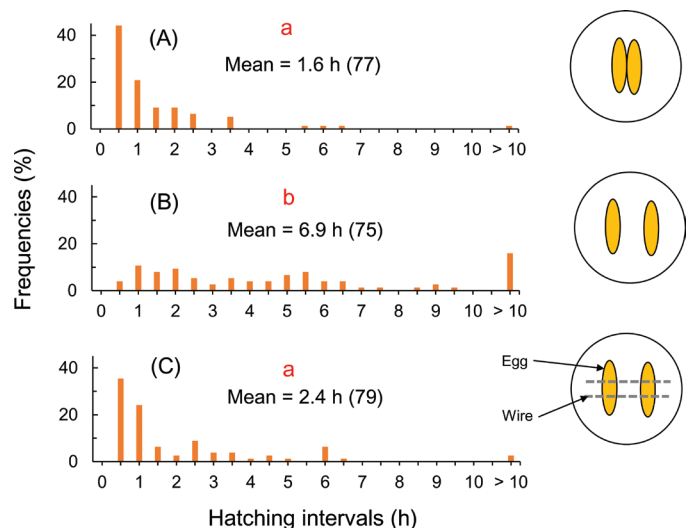 Frequencies (%)
(A)
a
Mean = 1.6 h (77)
40
20
0
0 1 2 3 4 5 6 7 8 9 10 > 10
(B)
b
Mean = 6.9 h (75)
40
20
0
0 1 2 3 4 5 6 7 8 9 10 > 10
(C)
a
Mean = 2.4 h (79)
40
20
0
0 1 2 3 4 5 6 7 8 9 10 > 10
Egg
Wire
Hatching intervals (h)